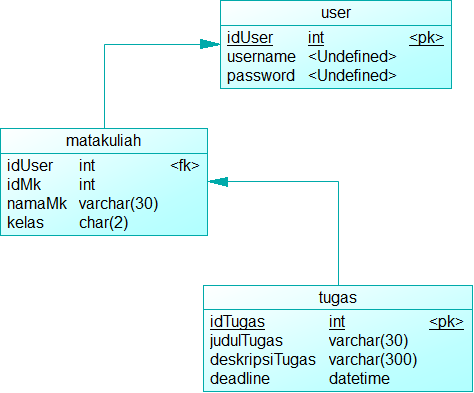 user
idUser int <pk>
username <Undefined>
password <Undefined>
matakuliah
idUser int <fk>
idMk int
namaMk varchar(30)
kelas char(2)
tugas
idTugas int <pk>
judulTugas varchar(30)
deskripsiTugas varchar(300)
deadline datetime